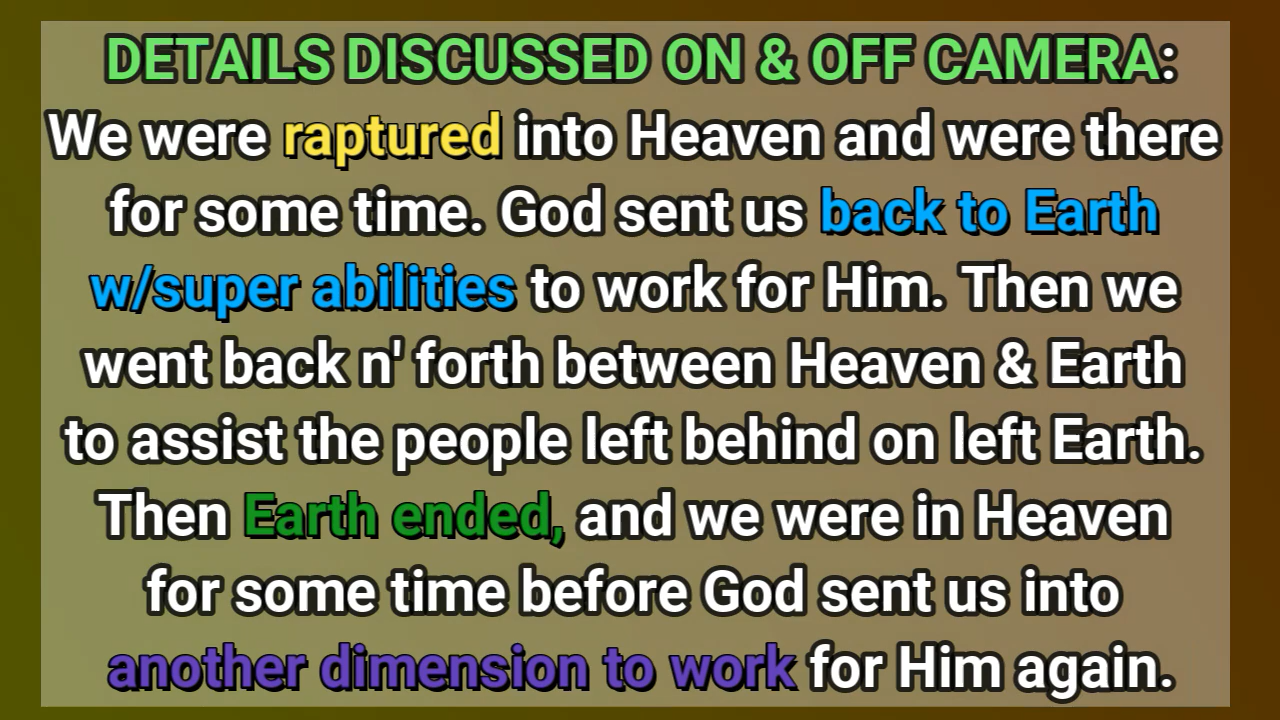 DETAILS DISCUSSED ON & OFF CAMERA:
We were raptured into Heaven and were there
for some time. God sent us back to Earth
w/super abilities to work for Him. Then we
went back n' forth between Heaven & Earth
to assist the people left behind on left Earth.
Then Earth ended, and we were in Heaven
for some time before God sent us into
another dimension to work for Him again.